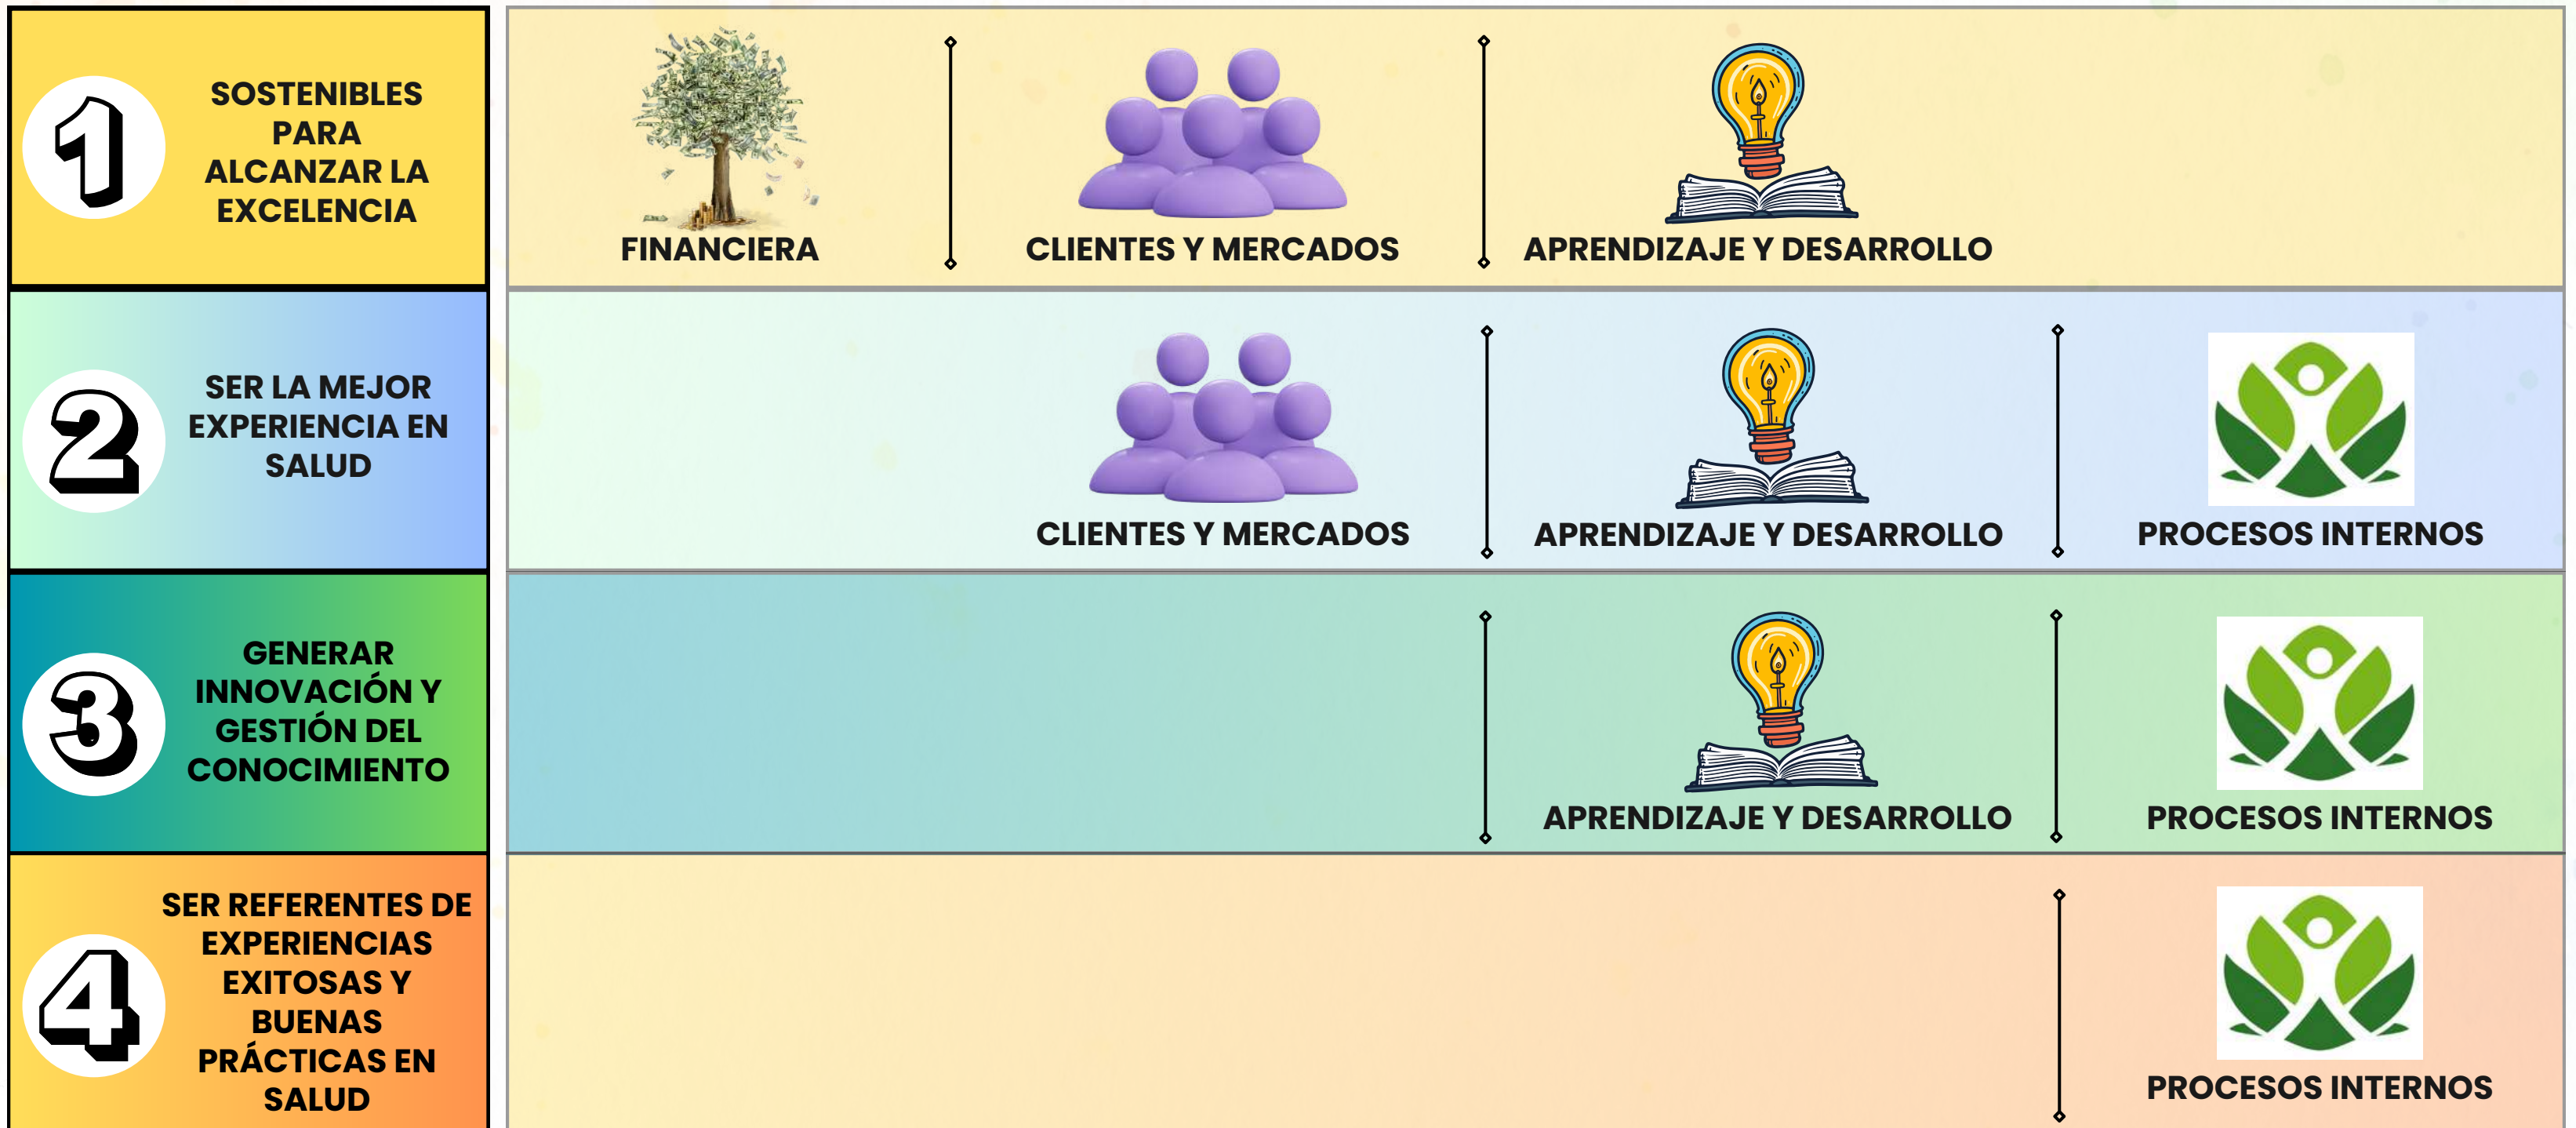 1
SOSTENIBLES
PARA
ALCANZAR LA
EXCELENCIA
FINANCIERA
CLIENTES Y MERCADOS
APRENDIZAJE Y DESARROLLO
2
SER LA MEJOR
EXPERIENCIA EN
SALUD
CLIENTES Y MERCADOS
APRENDIZAJE Y DESARROLLO
PROCESOS INTERNOS
3
GENERAR
INNOVACIÓN Y
GESTIÓN DEL
CONOCIMIENTO
APRENDIZAJE Y DESARROLLO
PROCESOS INTERNOS
4
SER REFERENTES DE
EXPERIENCIAS
EXITOSAS Y
BUENAS
PRÁCTICAS EN
SALUD
PROCESOS INTERNOS